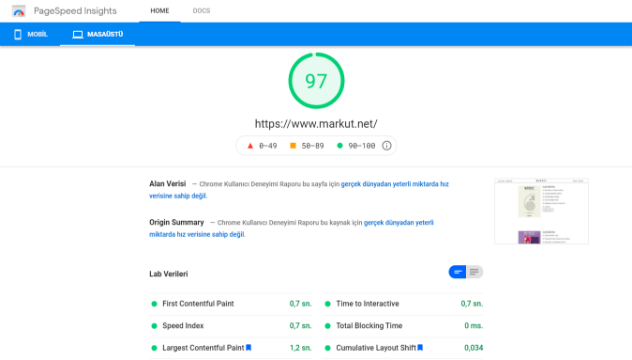 PageSpeed Insights HOME DOCS
MOBİL MASAÜSTÜ
97
https://www.markut.net/
0–49 50–89 90–100
Alan Verisi — Chrome Kullanıcı Deneyimi Raporu bu sayfa için gerçek dünyadan yeterli miktarda hız
verisine sahip değil.
Origin Summary — Chrome Kullanıcı Deneyimi Raporu bu kaynak için gerçek dünyadan yeterli
miktarda hız verisine sahip değil.
Lab Verileri
First Contentful Paint 0,7 sn. Time to Interactive 0,7 sn.
Speed Index 0,7 sn. Total Blocking Time 0 ms.
Largest Contentful Paint 1,2 sn. Cumulative Layout Shift 0,034